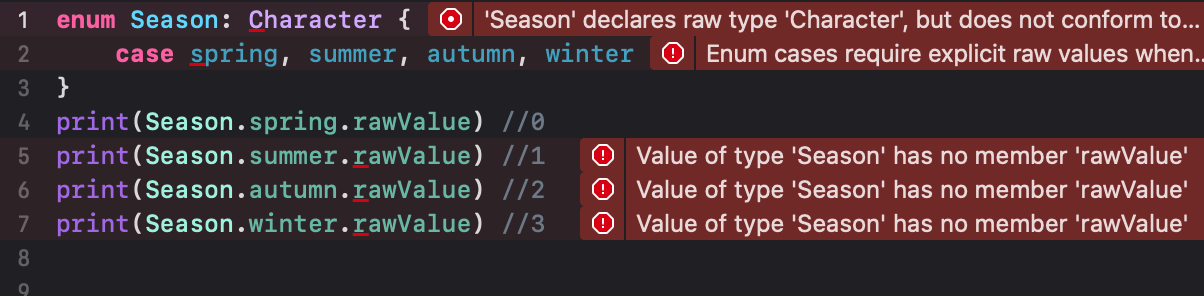 1 enum Season: Character { 'Season' declares raw type 'Character', but does not conform to...
2 case spring, summer, autumn, winter Enum cases require explicit raw values when...
3 }
4 print(Season.spring.rawValue) //0
5 print(Season.summer.rawValue) //1 Value of type 'Season' has no member 'rawValue'
6 print(Season.autumn.rawValue) //2 Value of type 'Season' has no member 'rawValue'
7 print(Season.winter.rawValue) //3 Value of type 'Season' has no member 'rawValue'
8
9